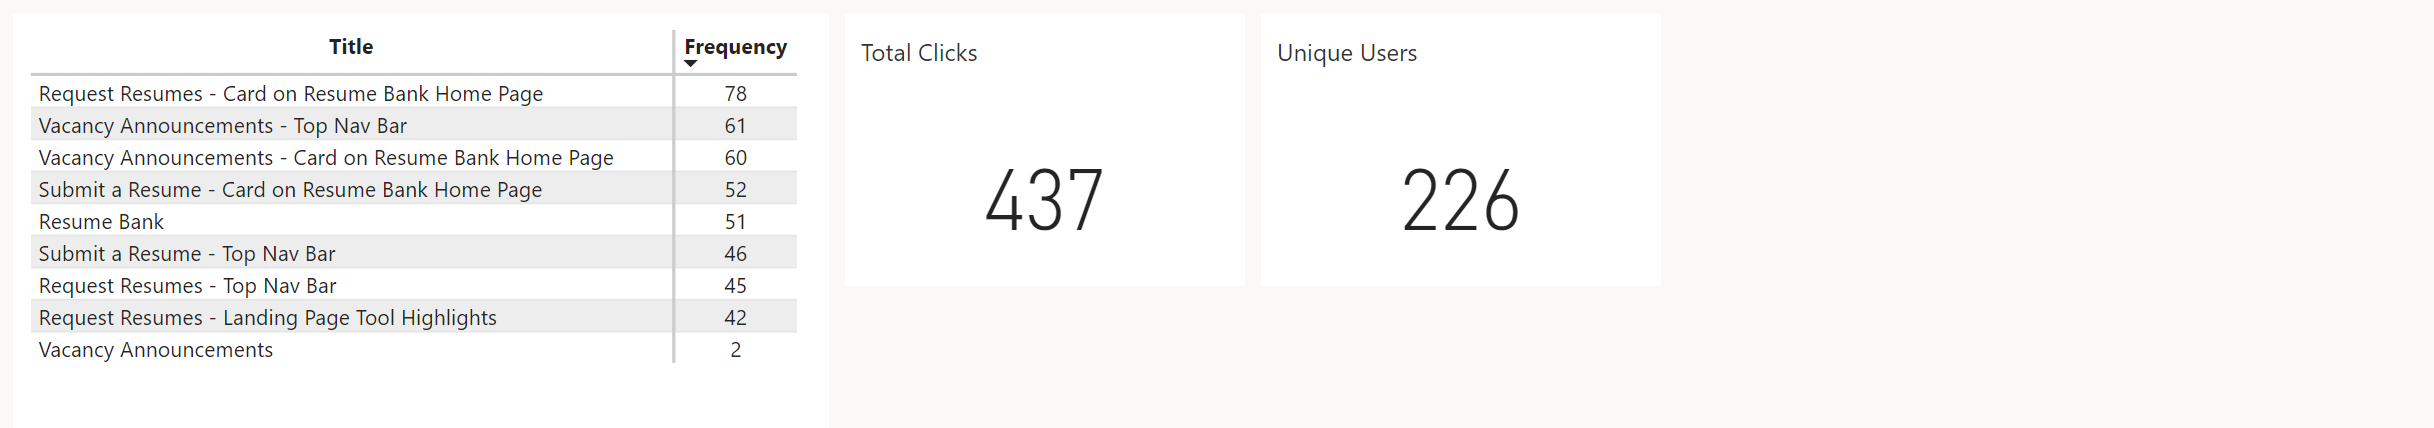 Title Frequency
Request Resumes - Card on Resume Bank Home Page 78
Vacancy Announcements - Top Nav Bar 61
Vacancy Announcements - Card on Resume Bank Home Page 60
Submit a Resume - Card on Resume Bank Home Page 52
Resume Bank 51
Submit a Resume - Top Nav Bar 46
Request Resumes - Top Nav Bar 45
Request Resumes - Landing Page Tool Highlights 42
Vacancy Announcements 2
Total Clicks
437
Unique Users
226